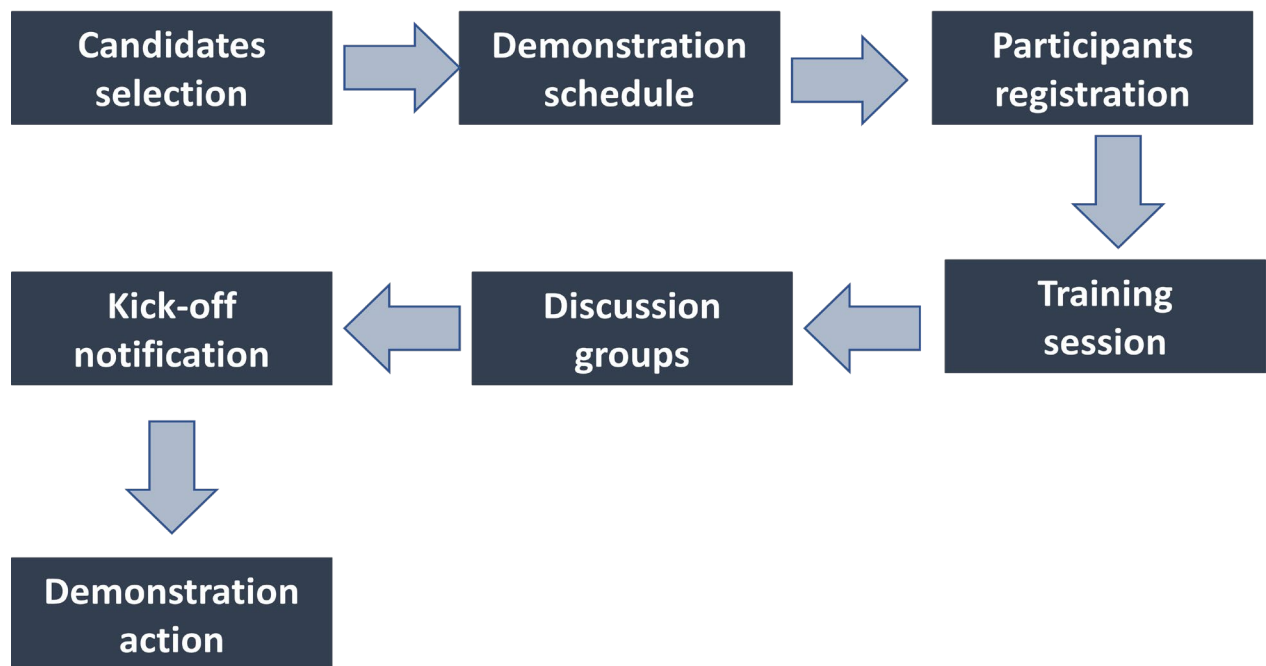 Candidates
selection
Demonstration
schedule
Participants
registration
Training
session
Discussion
groups
Kick-off
notification
Demonstration
action